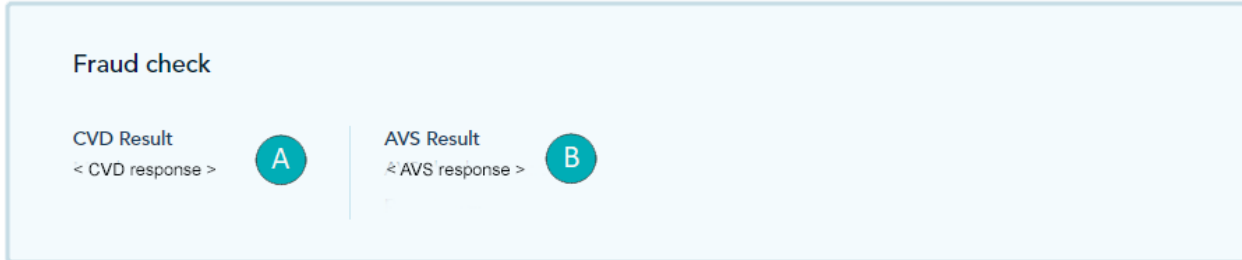 Fraud check
CVD Result
< CVD response >
A
AVS Result
< AVS response >
B